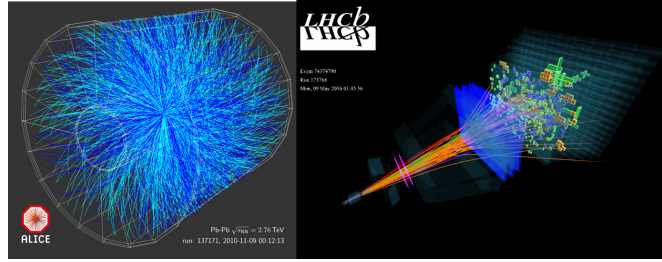 ALICE
Pb-Pb √sNN = 2.76 TeV
run: 137171, 2010-11-09 00:12:13
LHCb
LHCb
Event 74374790
Run 173768
Mon, 09 May 2016 01:45:56